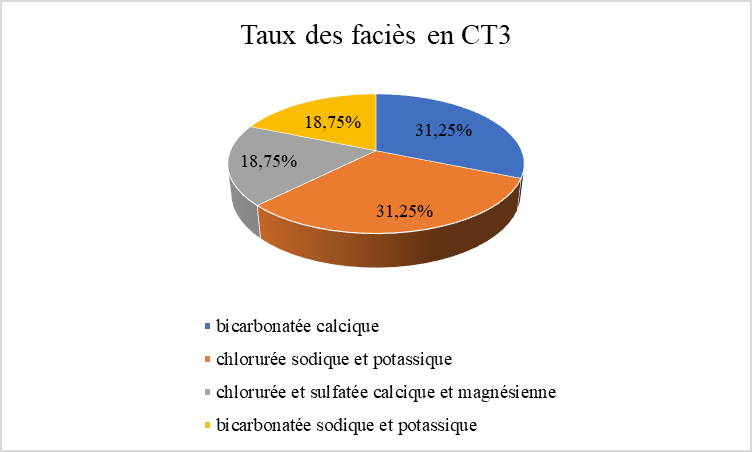 Taux des faciès en CT3
18,75%
31,25%
18,75%
31,25%
bicarbonatée calcique
chlorurée sodique et potassique
chlorurée et sulfatée calcique et magnésienne
bicarbonatée sodique et potassique